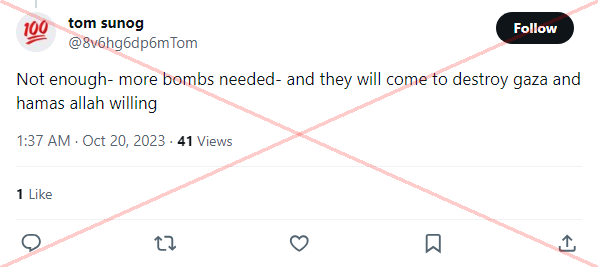 100
tom sunog
@8v6hg6dp6mTom
Follow
Not enough- more bombs needed- and they will come to destroy gaza and
hamas allah willing
1:37 AM · Oct 20, 2023 · 41 Views
1 Like